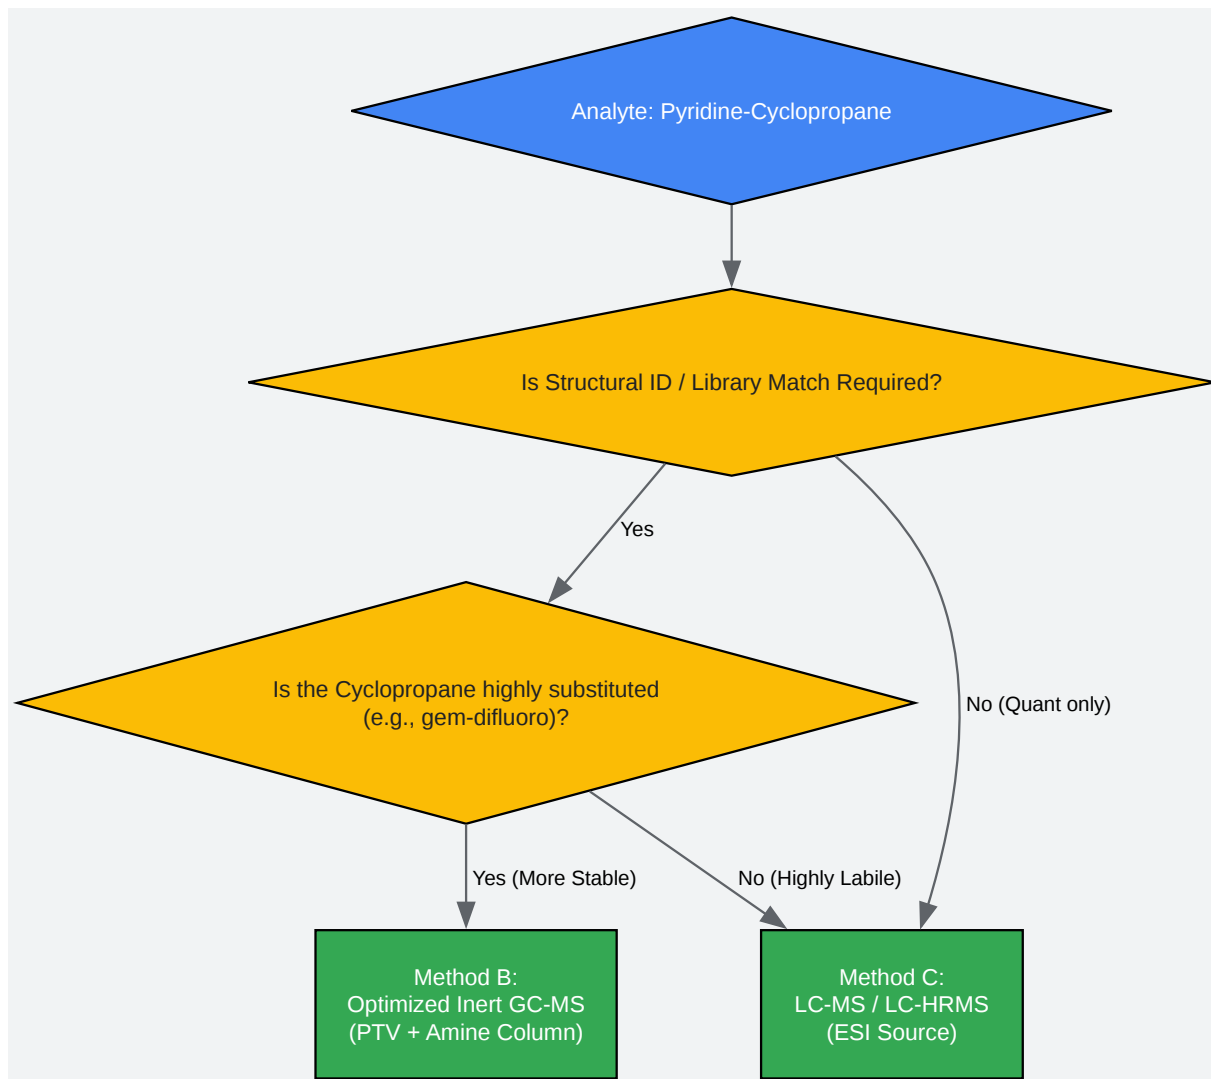 Analyte: Pyridine-Cyclopropane
Is Structural ID / Library Match Required?
Yes
Is the Cyclopropane highly substituted
(e.g., gem-difluoro)?
No (Quant only)
Yes (More Stable)
No (Highly Labile)
Method B:
Optimized Inert GC-MS
(PTV + Amine Column)
Method C:
LC-MS / LC-HRMS
(ESI Source)